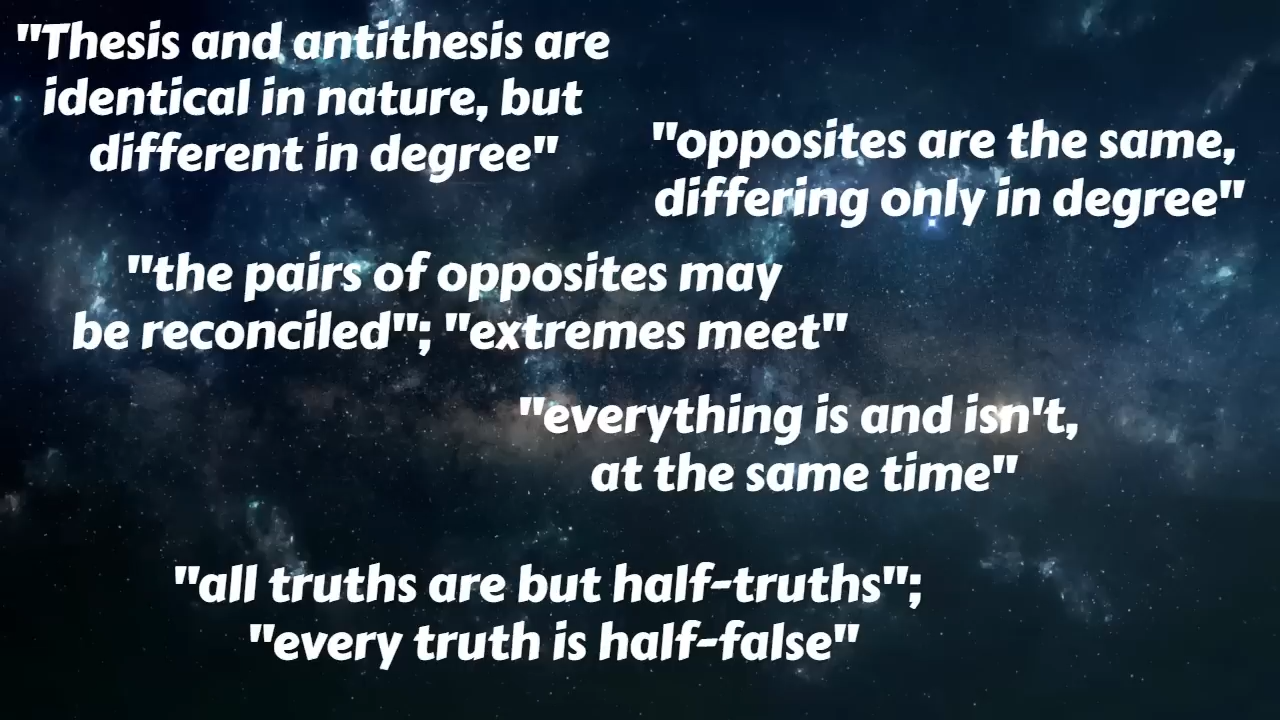 "Thesis and antithesis are
identical in nature, but
different in degree"
"opposites are the same,
differing only in degree"
"the pairs of opposites may
be reconciled"; "extremes meet"
"everything is and isn't,
at the same time"
"all truths are but half-truths";
"every truth is half-false"